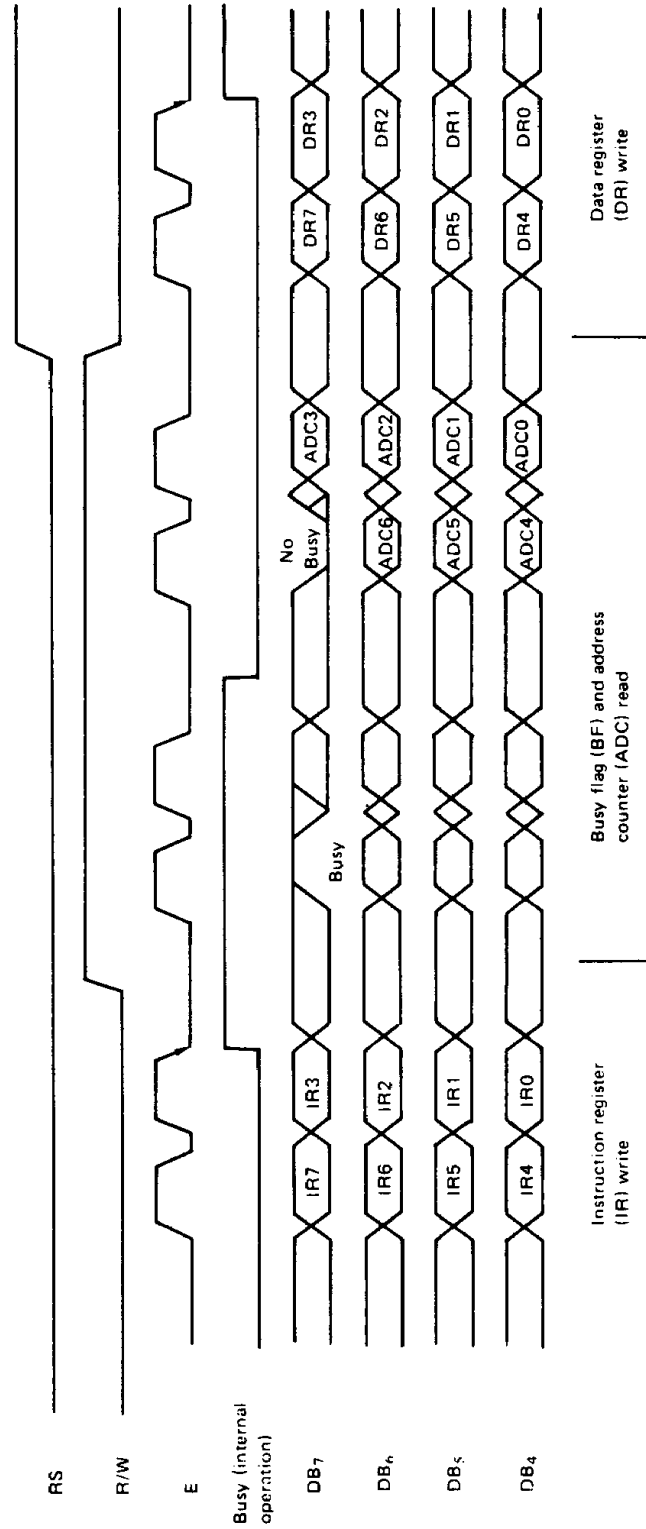 RS
R/W
E
Busy (internal
operation)
DB7 IR7 IR3 Busy No
Busy ADC3 DR7 DR3
DB6 IR6 IR2 ADC6 ADC2 DR6 DR2
DB5 IR5 IR1 ADC5 ADC1 DR5 DR1
DB4 IR4 IR0 ADC4 ADC0 DR4 DR0
Instruction register
(IR) write
Busy flag (BF) and address
counter (ADC) read
Data register
(DR) write